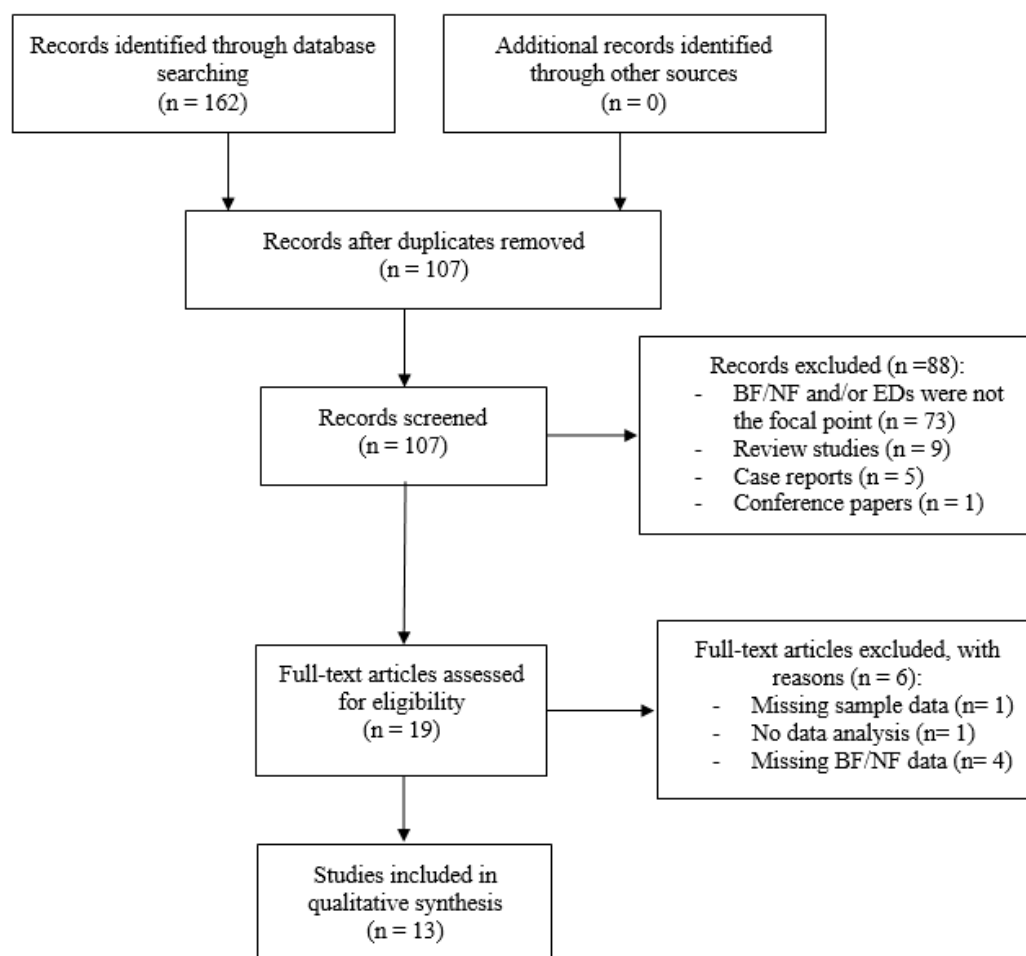 Records identified through database
searching
(n = 162)
Additional records identified
through other sources
(n = 0)
Records after duplicates removed
(n = 107)
Records screened
(n = 107)
Records excluded (n =88):
- BF/NF and/or EDs were not
the focal point (n = 73)
- Review studies (n = 9)
- Case reports (n = 5)
- Conference papers (n = 1)
Full-text articles assessed
for eligibility
(n = 19)
Full-text articles excluded, with
reasons (n = 6):
- Missing sample data (n= 1)
- No data analysis (n= 1)
- Missing BF/NF data (n= 4)
Studies included in
qualitative synthesis
(n = 13)